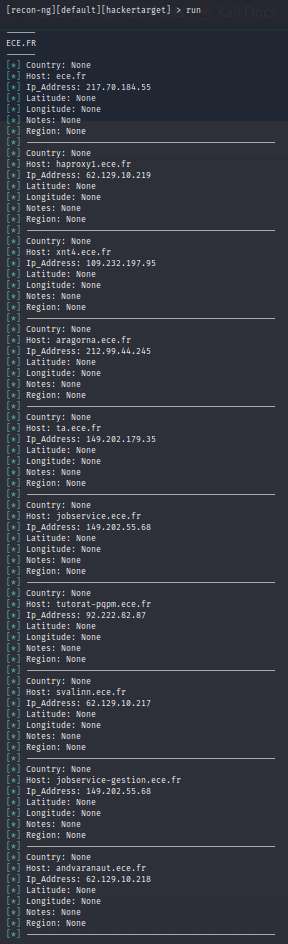 [recon-ng][default][hackertarget] > run
Kali Docs
ECE.FR
[*] Country: None
[*] Host: ece.fr
[*] Ip_Address: 217.70.184.55
[*] Latitude: None
[*] Longitude: None
[*] Notes: None
[*] Region: None
[*]
[*] Country: None
[*] Host: haproxy1.ece.fr
[*] Ip_Address: 62.129.10.219
[*] Latitude: None
[*] Longitude: None
[*] Notes: None
[*] Region: None
[*]
[*] Country: None
[*] Host: xnt4.ece.fr
[*] Ip_Address: 109.232.197.95
[*] Latitude: None
[*] Longitude: None
[*] Notes: None
[*] Region: None
[*]
[*] Country: None
[*] Host: aragorna.ece.fr
[*] Ip_Address: 212.99.44.245
[*] Latitude: None
[*] Longitude: None
[*] Notes: None
[*] Region: None
[*]
[*] Country: None
[*] Host: ta.ece.fr
[*] Ip_Address: 149.202.179.35
[*] Latitude: None
[*] Longitude: None
[*] Notes: None
[*] Region: None
[*]
[*] Country: None
[*] Host: jobservice.ece.fr
[*] Ip_Address: 149.202.55.68
[*] Latitude: None
[*] Longitude: None
[*] Notes: None
[*] Region: None
[*]
[*] Country: None
[*] Host: tutorat-pqpm.ece.fr
[*] Ip_Address: 92.222.82.87
[*] Latitude: None
[*] Longitude: None
[*] Notes: None
[*] Region: None
[*]
[*] Country: None
[*] Host: svalinn.ece.fr
[*] Ip_Address: 62.129.10.217
[*] Latitude: None
[*] Longitude: None
[*] Notes: None
[*] Region: None
[*]
[*] Country: None
[*] Host: jobservice-gestion.ece.fr
[*] Ip_Address: 149.202.55.68
[*] Latitude: None
[*] Longitude: None
[*] Notes: None
[*] Region: None
[*]
[*] Country: None
[*] Host: andvaranaut.ece.fr
[*] Ip_Address: 62.129.10.218
[*] Latitude: None
[*] Longitude: None
[*] Notes: None
[*] Region: None
[*]